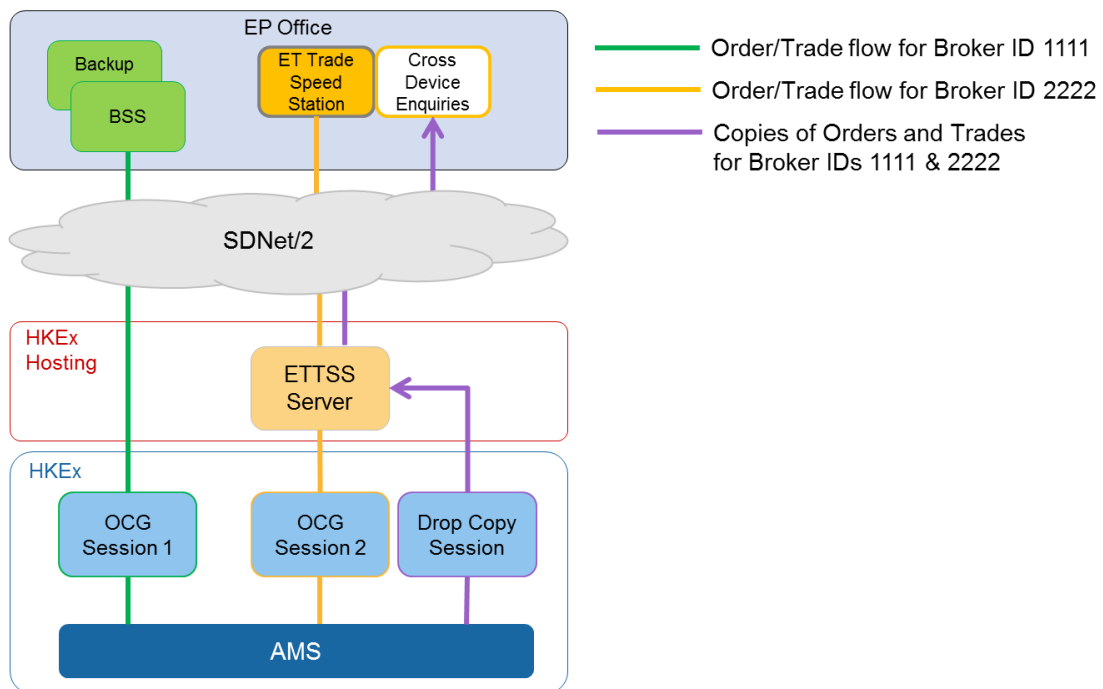 EP Office
Backup
BSS
ET Trade
Speed
Station
Cross
Device
Enquiries
Order/Trade flow for Broker ID 1111
Order/Trade flow for Broker ID 2222
Copies of Orders and Trades
for Broker IDs 1111 & 2222
SDNet/2
HKEx
Hosting
ETTSS
Server
HKEx
OCG
Session 1
OCG
Session 2
Drop Copy
Session
AMS